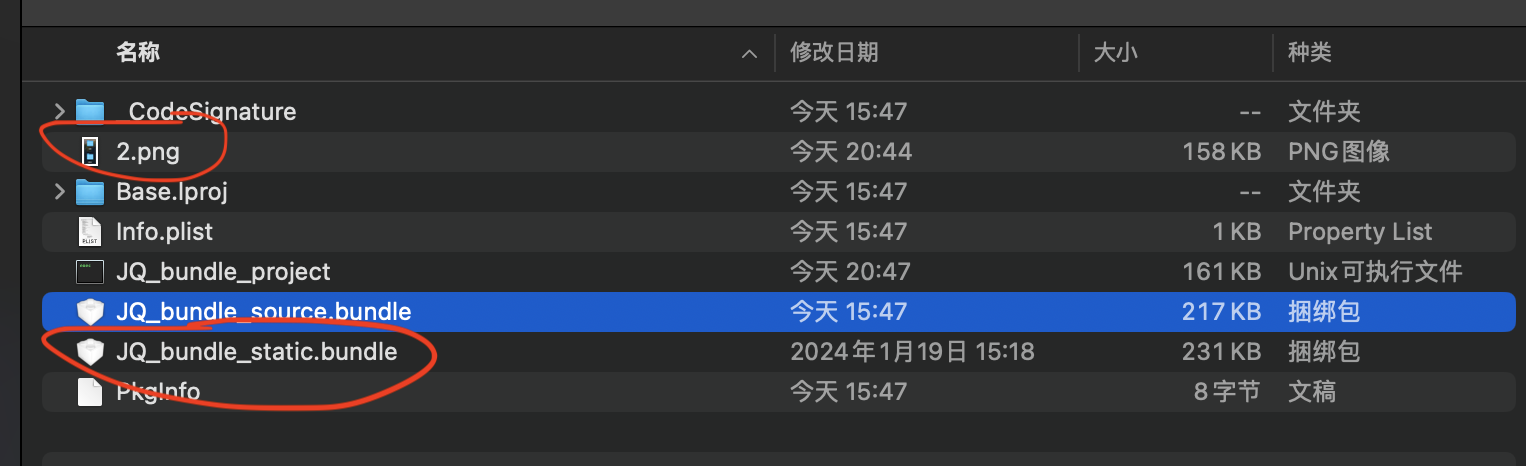 名称 修改日期 大小 种类
_CodeSignature 今天 15:47 -- 文件夹
2.png 今天 20:44 158 KB PNG图像
Base.lproj 今天 15:47 -- 文件夹
PLIST Info.plist 今天 15:47 1 KB Property List
JQ_bundle_project 今天 20:47 161 KB Unix可执行文件
JQ_bundle_source.bundle 今天 15:47 217 KB 捆绑包
JQ_bundle_static.bundle 2024年1月19日 15:18 231 KB 捆绑包
PkgInfo 今天 15:47 8字节 文稿